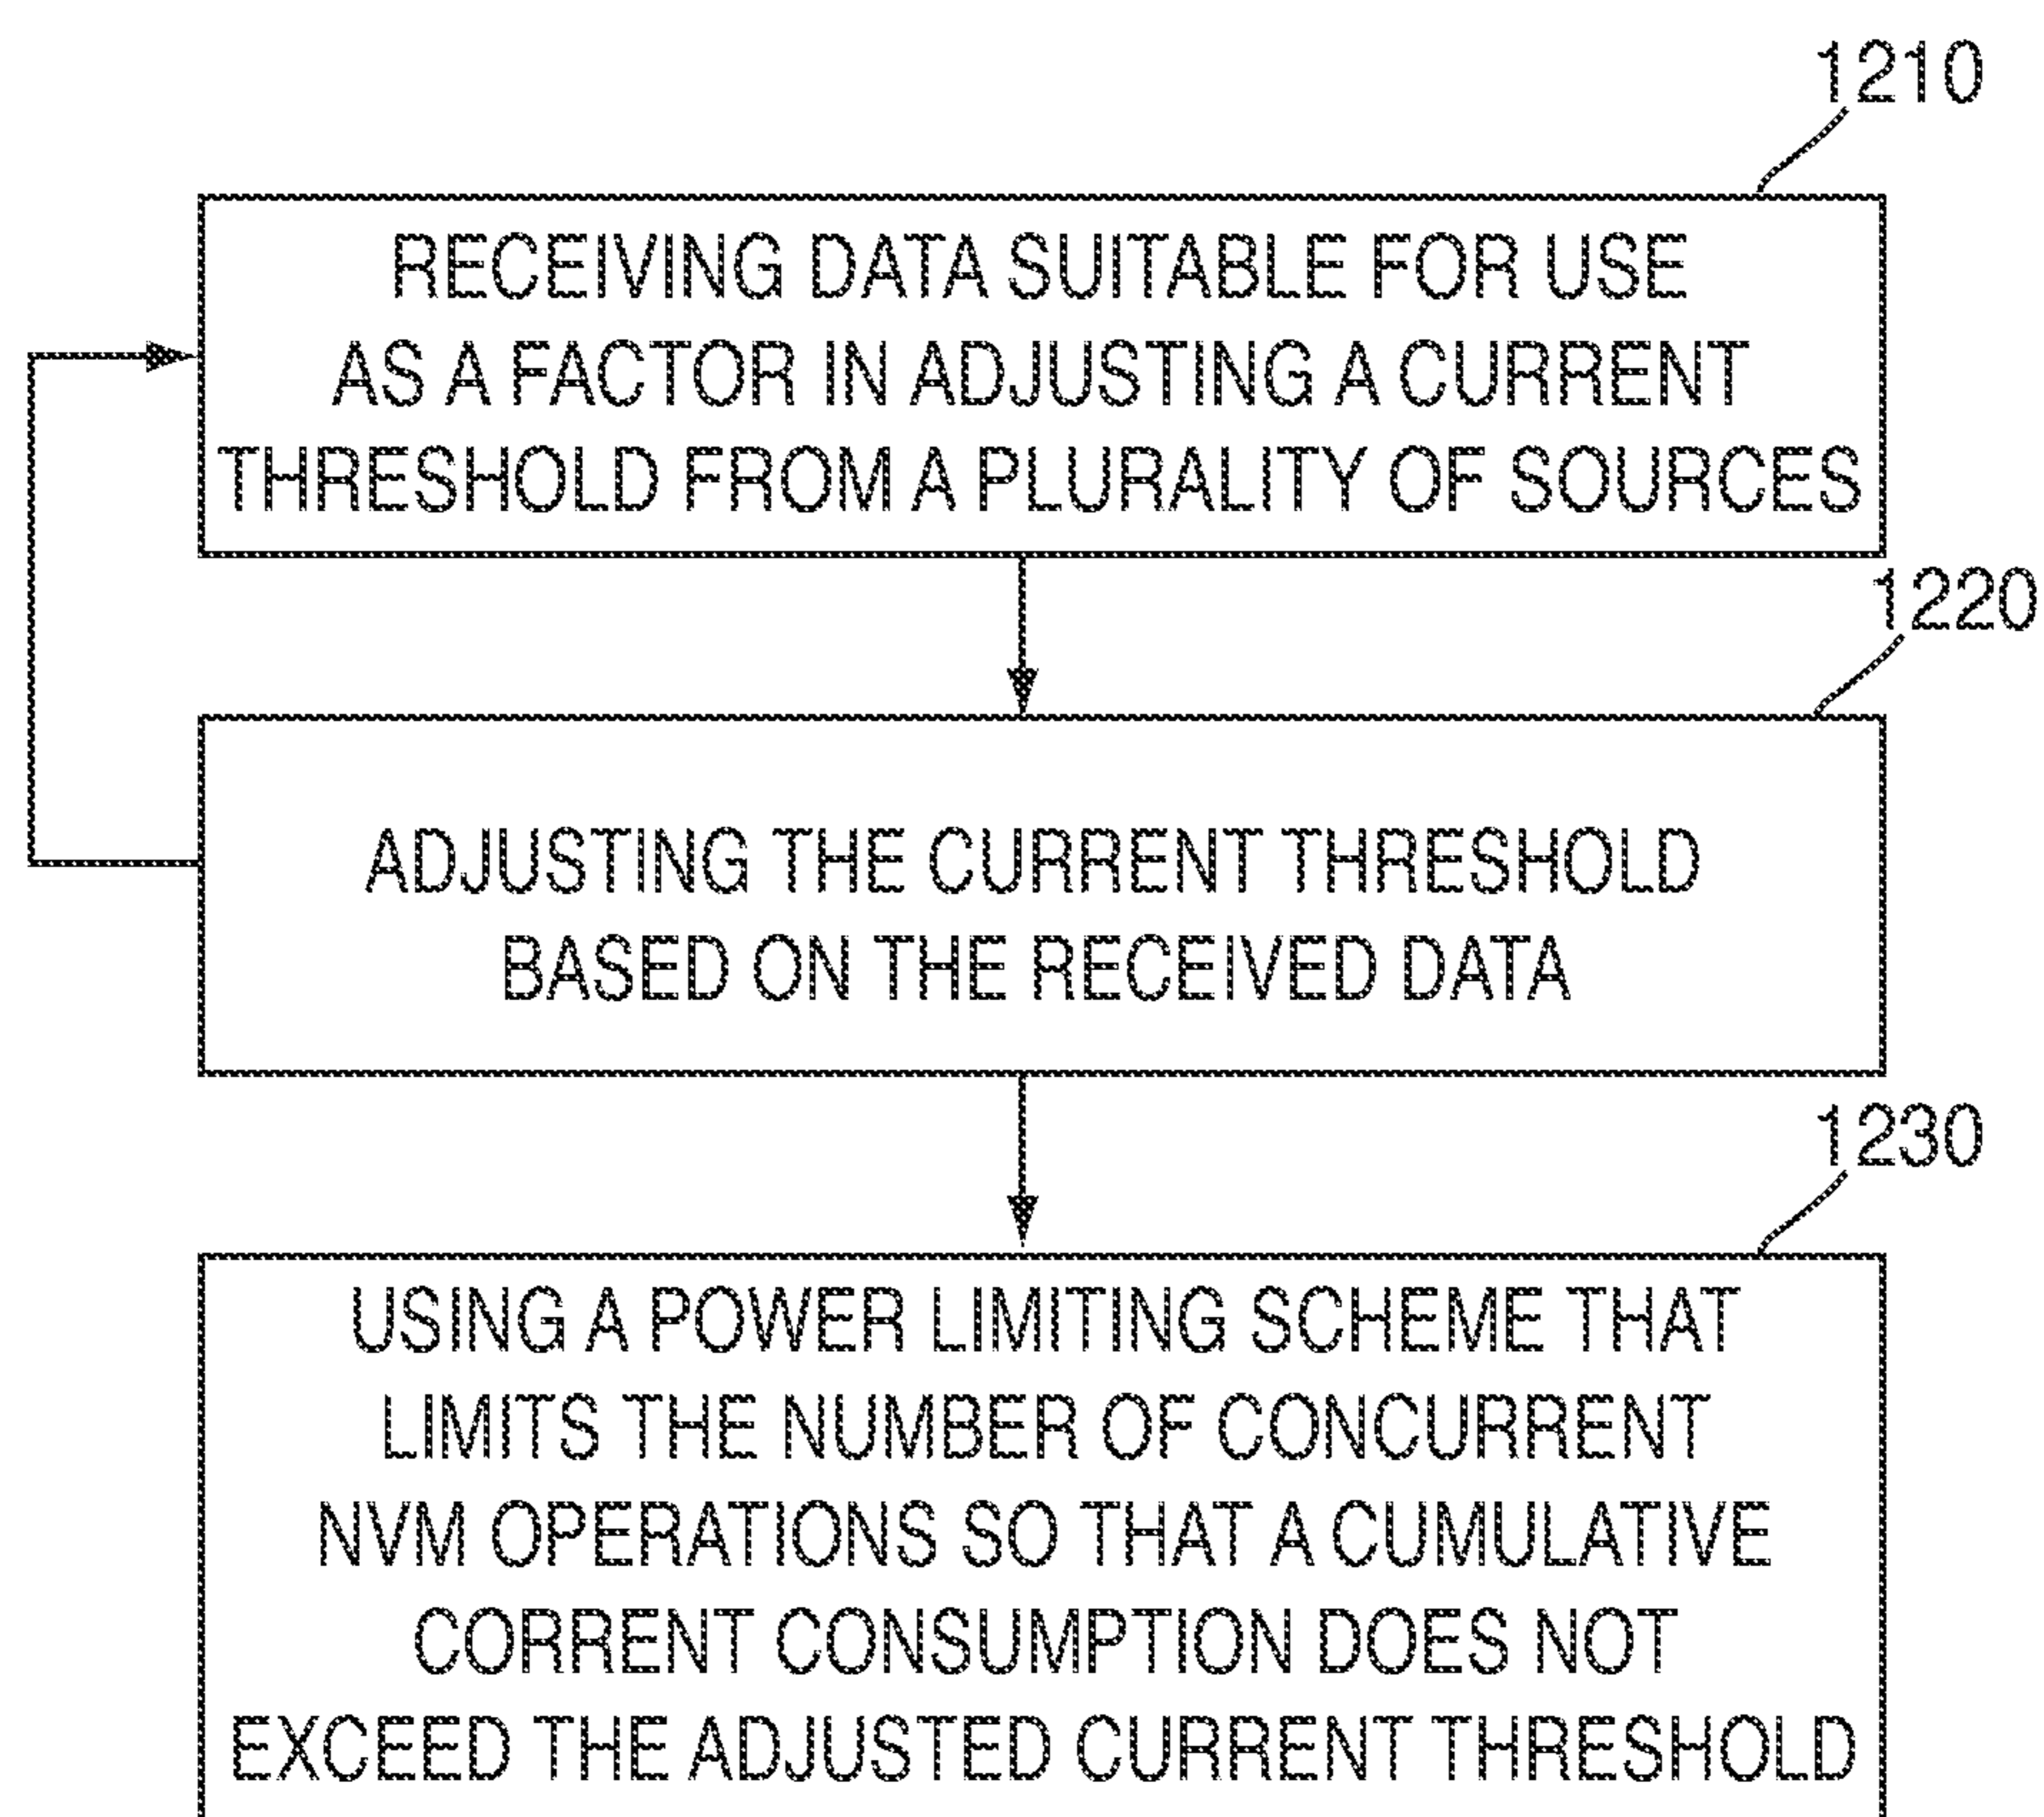 1210
RECEIVING DATA SUITABLE FOR USE
AS A FACTOR IN ADJUSTING A CURRENT
THRESHOLD FROM A PLURALITY OF SOURCES
1220
ADJUSTING THE CURRENT THRESHOLD
BASED ON THE RECEIVED DATA
1230
USING A POWER LIMITING SCHEME THAT
LIMITS THE NUMBER OF CONCURRENT
NVM OPERATIONS SO THAT A CUMULATIVE
CORRENT CONSUMPTION DOES NOT
EXCEED THE ADJUSTED CURRENT THRESHOLD